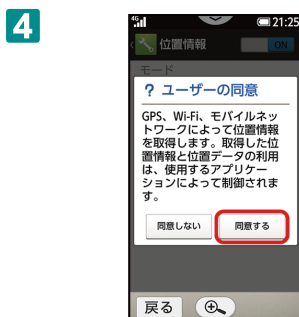 4
4G 21:25
位置情報 ON
モード
? ユーザーの同意
GPS、Wi-Fi、モバイルネッ
トワークによって位置情報
を取得します。取得した位
置情報と位置データの利用
は、使用するアプリケー
ションによって制御されま
す。
同意しない 同意する
戻る